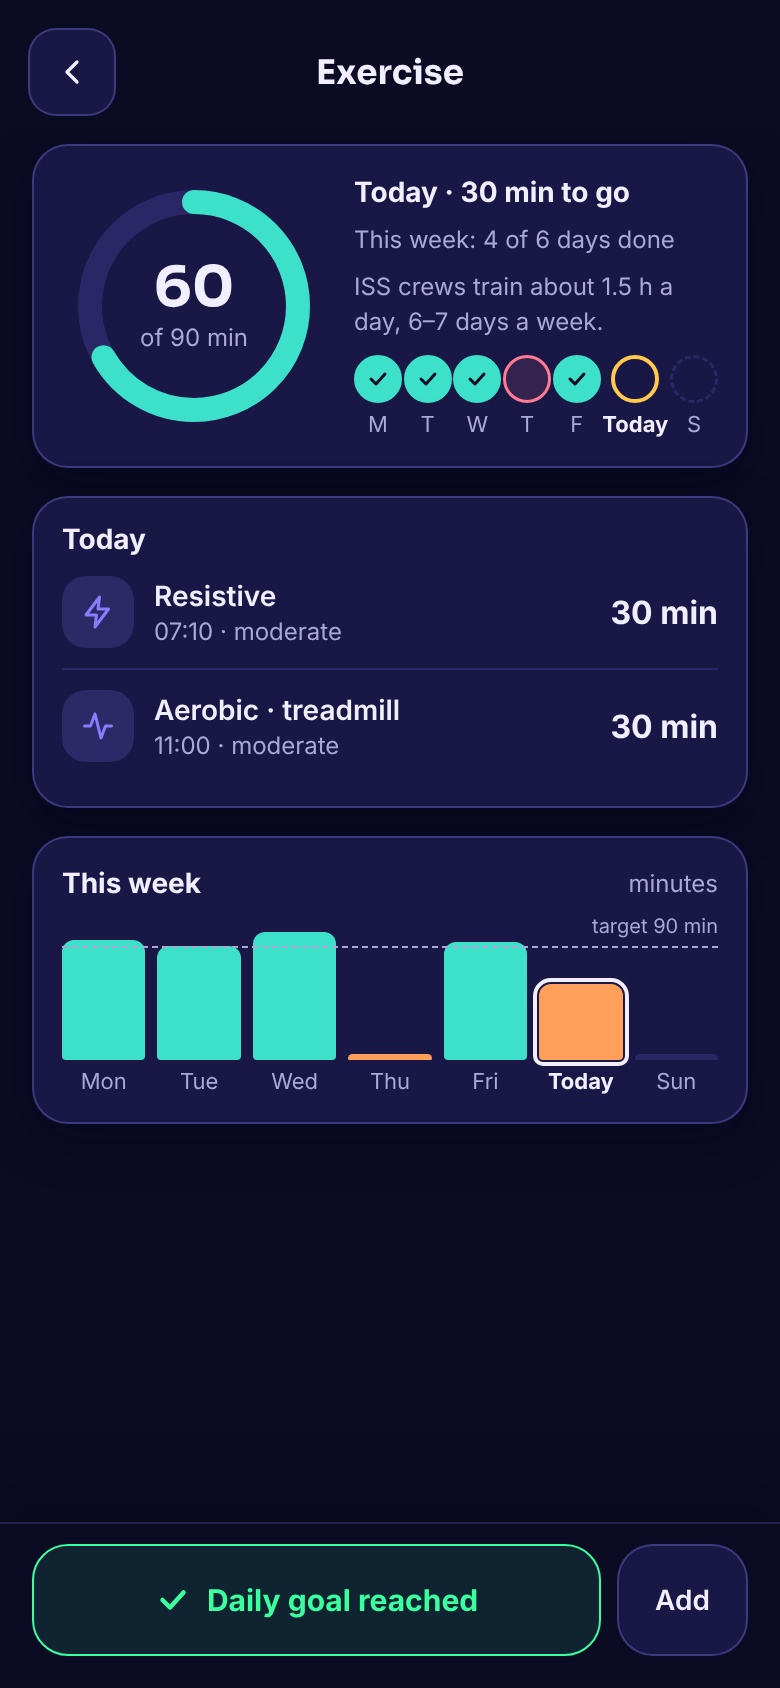 Exercise
60
of 90 min
Today · 30 min to go
This week: 4 of 6 days done
ISS crews train about 1.5 h a
day, 6–7 days a week.
M T W T F Today S
Today
Resistive
07:10 · moderate
30 min
Aerobic · treadmill
11:00 · moderate
30 min
This week
minutes
target 90 min
Mon Tue Wed Thu Fri Today Sun
Daily goal reached
Add